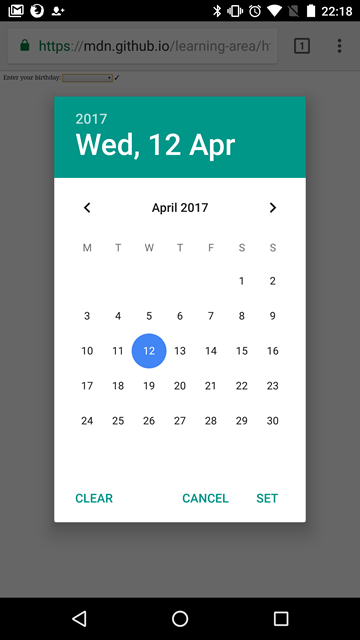 22:18
https://mdn.github.io/learning-area/h
1
Enter your birthday:
2017
Wed, 12 Apr
April 2017
M T W T F S S
1 2
3 4 5 6 7 8 9
10 11 12 13 14 15 16
17 18 19 20 21 22 23
24 25 26 27 28 29 30
CLEAR CANCEL SET